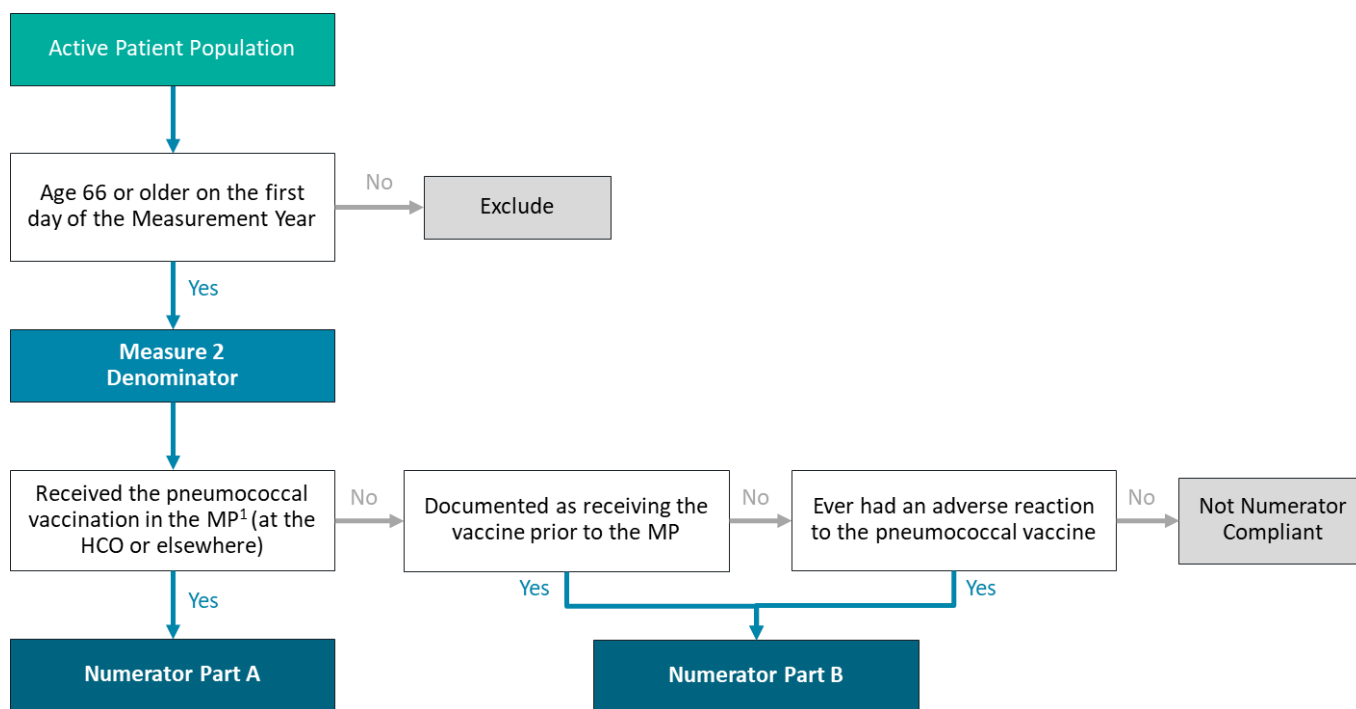 Active Patient Population
Age 66 or older on the first
day of the Measurement Year
No
Exclude
Yes
Measure 2
Denominator
Received the pneumococcal
vaccination in the MP¹ (at the
HCO or elsewhere)
No
Documented as receiving the
vaccine prior to the MP
No
Ever had an adverse reaction
to the pneumococcal vaccine
No
Not Numerator
Compliant
Yes
Yes
Yes
Numerator Part A
Numerator Part B